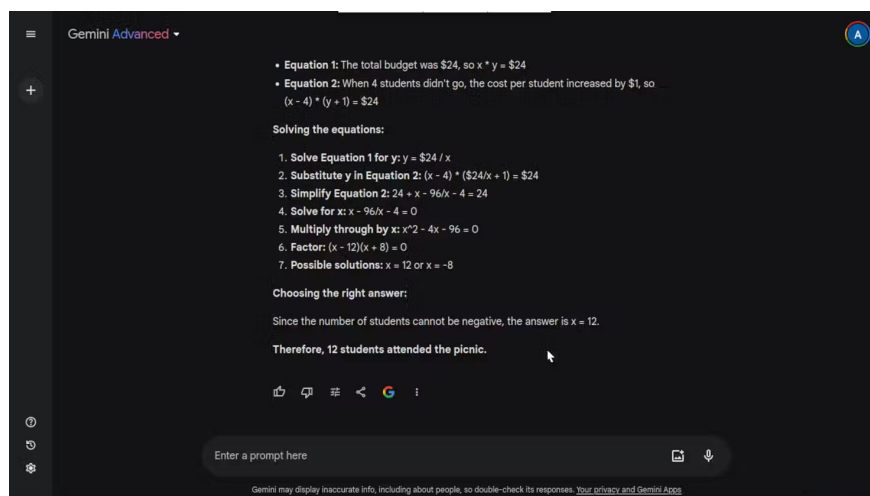 Gemini Advanced
A
• Equation 1: The total budget was $24, so x * y = $24
• Equation 2: When 4 students didn't go, the cost per student increased by $1, so
(x - 4) * (y + 1) = $24
Solving the equations:
1. Solve Equation 1 for y: y = $24 / x
2. Substitute y in Equation 2: (x - 4) * ($24/x + 1) = $24
3. Simplify Equation 2: 24 + x - 96/x - 4 = 24
4. Solve for x: x - 96/x - 4 = 0
5. Multiply through by x: x^2 - 4x - 96 = 0
6. Factor: (x - 12)(x + 8) = 0
7. Possible solutions: x = 12 or x = -8
Choosing the right answer:
Since the number of students cannot be negative, the answer is x = 12.
Therefore, 12 students attended the picnic.
Enter a prompt here
Gemini may display inaccurate info, including about people, so double-check its responses. Your privacy and Gemini Apps